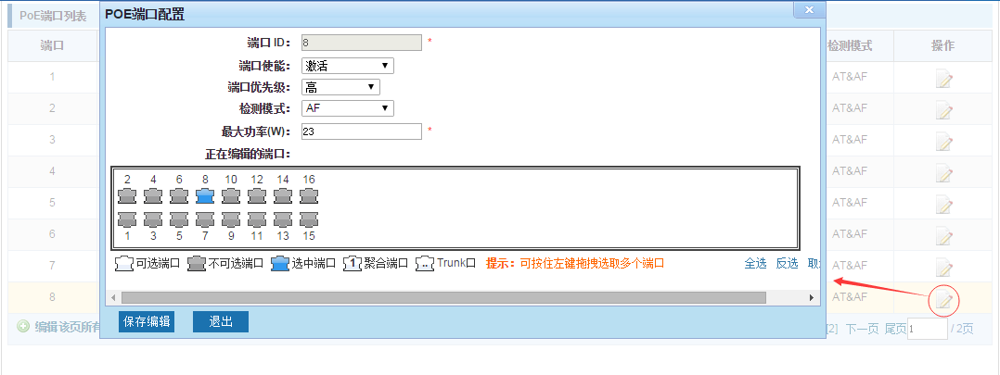 PoE端口列表
POE端口配置
端口 检测模式 操作
端口 ID： 8 *
端口使能： 激活
端口优先级： 高
检测模式： AF
最大功率(W)： 23 *
正在编辑的端口：
1 AT&AF
2 AT&AF
3 AT&AF
4 AT&AF
5 AT&AF
6 AT&AF
7 AT&AF
8 AT&AF
2 4 6 8 10 12 14 16
1 3 5 7 9 11 13 15
可选端口 不可选端口 选中端口 1 聚合端口 .. Trunk口 提示：可按住左键拖拽选取多个端口 全选 反选 取
保存编辑 退出
编辑该页所有 [2] 下一页 尾页 1 / 2页